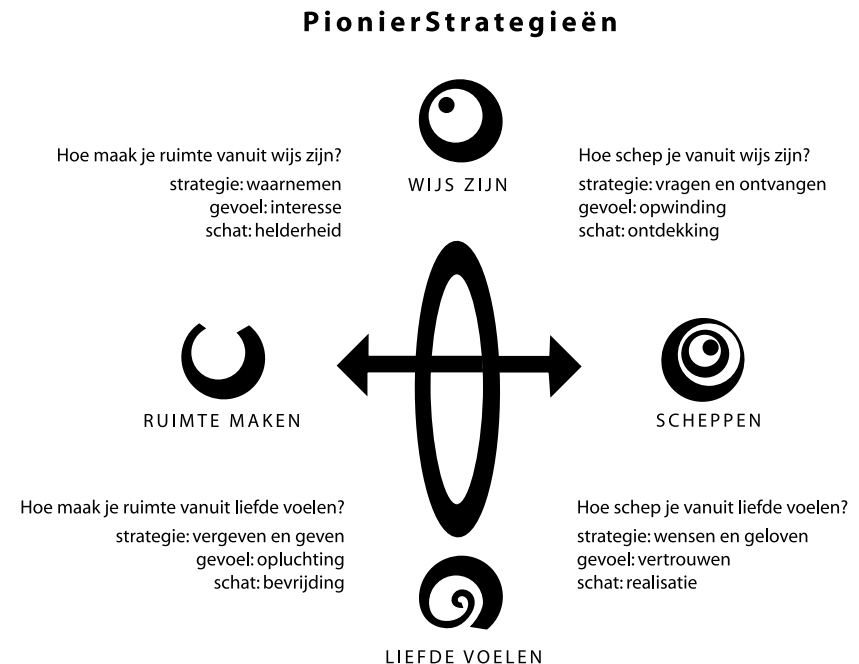 PionierStrategieën
Hoe maak je ruimte vanuit wijs zijn?
strategie: waarnemen
gevoel: interesse
schat: helderheid
WIJS ZIJN
Hoe schep je vanuit wijs zijn?
strategie: vragen en ontvangen
gevoel: opwinding
schat: ontdekking
RUIMTE MAKEN
SCHEPPEN
Hoe maak je ruimte vanuit liefde voelen?
strategie: vergeven en geven
gevoel: opluchting
schat: bevrijding
Hoe schep je vanuit liefde voelen?
strategie: wensen en geloven
gevoel: vertrouwen
schat: realisatie
LIEFDE VOELEN